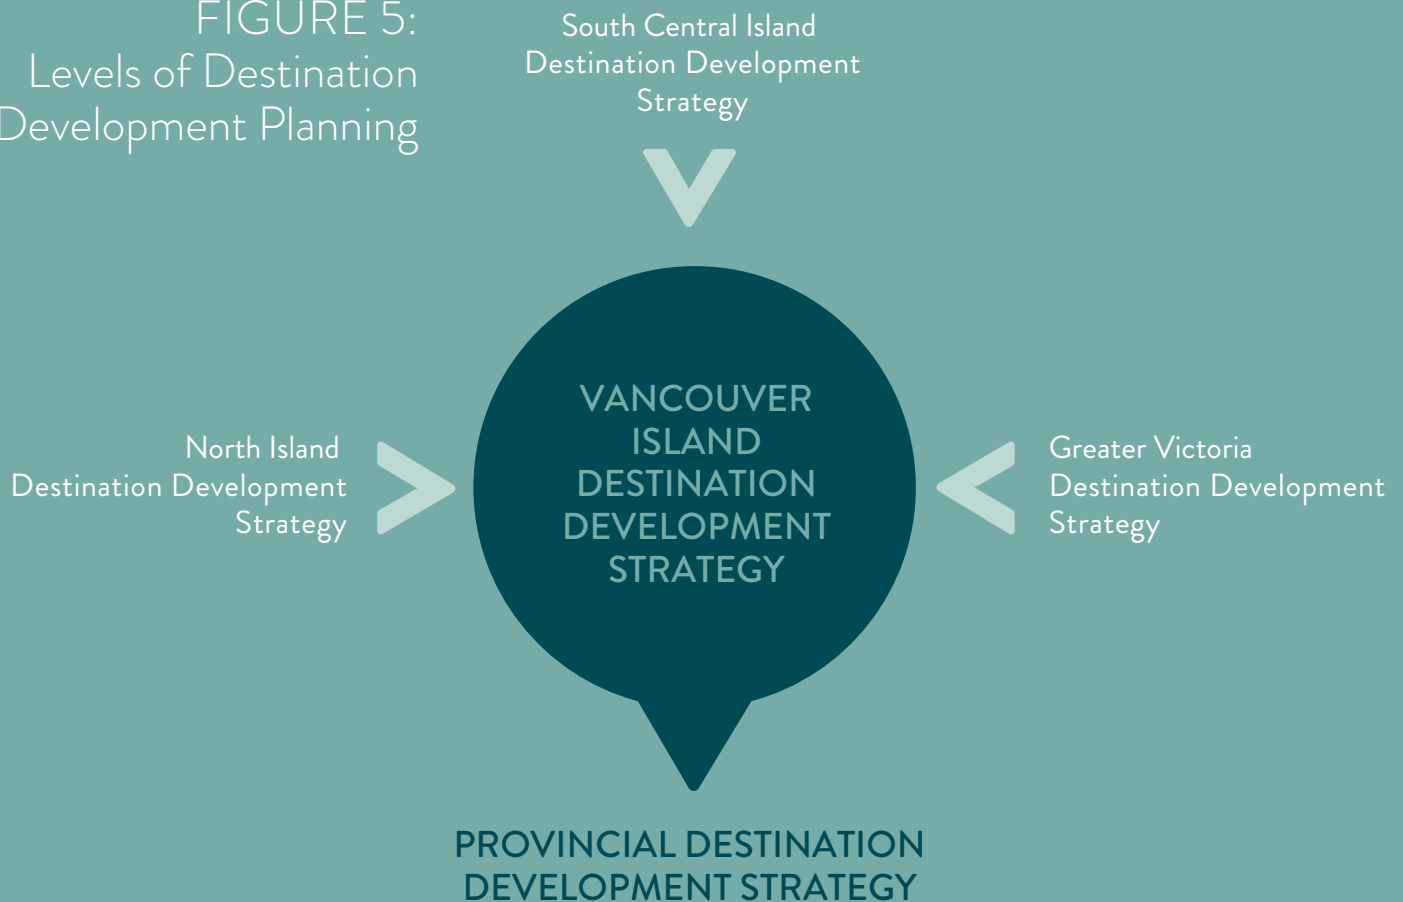 FIGURE 5:
Levels of Destination
Development Planning
South Central Island
Destination Development
Strategy
North Island
Destination Development
Strategy
VANCOUVER
ISLAND
DESTINATION
DEVELOPMENT
STRATEGY
Greater Victoria
Destination Development
Strategy
PROVINCIAL DESTINATION
DEVELOPMENT STRATEGY